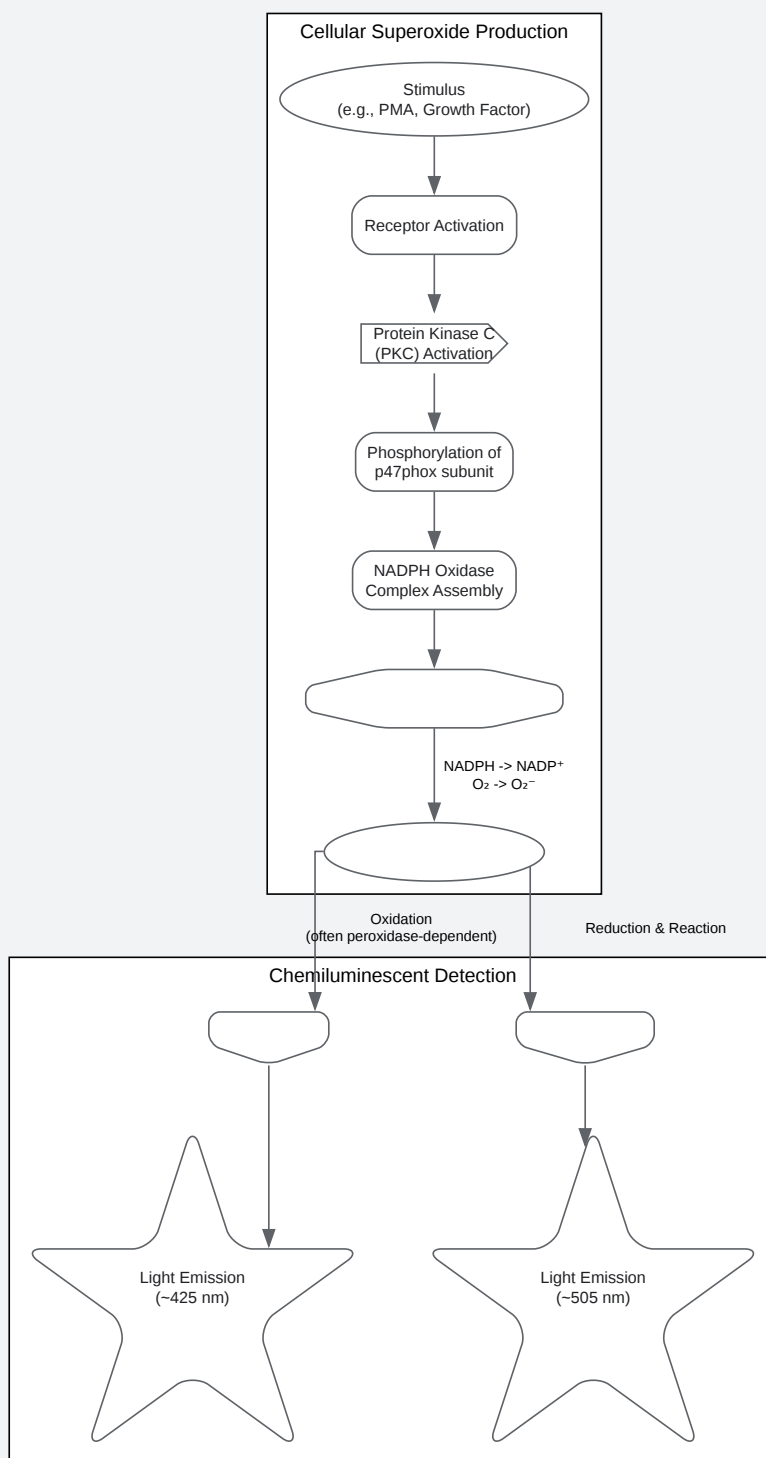 Cellular Superoxide Production
Stimulus
(e.g., PMA, Growth Factor)
Receptor Activation
Protein Kinase C
(PKC) Activation
Phosphorylation of
p47phox subunit
NADPH Oxidase
Complex Assembly
NADPH -> NADP⁺
O₂ -> O₂⁻
Oxidation
(often peroxidase-dependent)
Reduction & Reaction
Chemiluminescent Detection
Light Emission
(~425 nm)
Light Emission
(~505 nm)